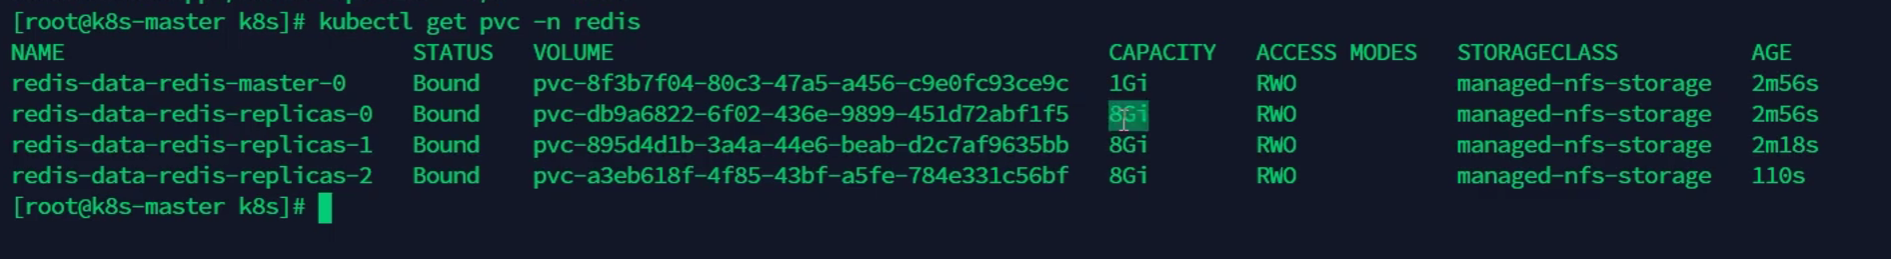 [root@k8s-master k8s]# kubectl get pvc -n redis
NAME STATUS VOLUME CAPACITY ACCESS MODES STORAGECLASS AGE
redis-data-redis-master-0 Bound pvc-8f3b7f04-80c3-47a5-a456-c9e0fc93ce9c 1Gi RWO managed-nfs-storage 2m56s
redis-data-redis-replicas-0 Bound pvc-db9a6822-6f02-436e-9899-451d72abf1f5 8Gi RWO managed-nfs-storage 2m56s
redis-data-redis-replicas-1 Bound pvc-895d4d1b-3a4a-44e6-beab-d2c7af9635bb 8Gi RWO managed-nfs-storage 2m18s
redis-data-redis-replicas-2 Bound pvc-a3eb618f-4f85-43bf-a5fe-784e331c56bf 8Gi RWO managed-nfs-storage 110s
[root@k8s-master k8s]#